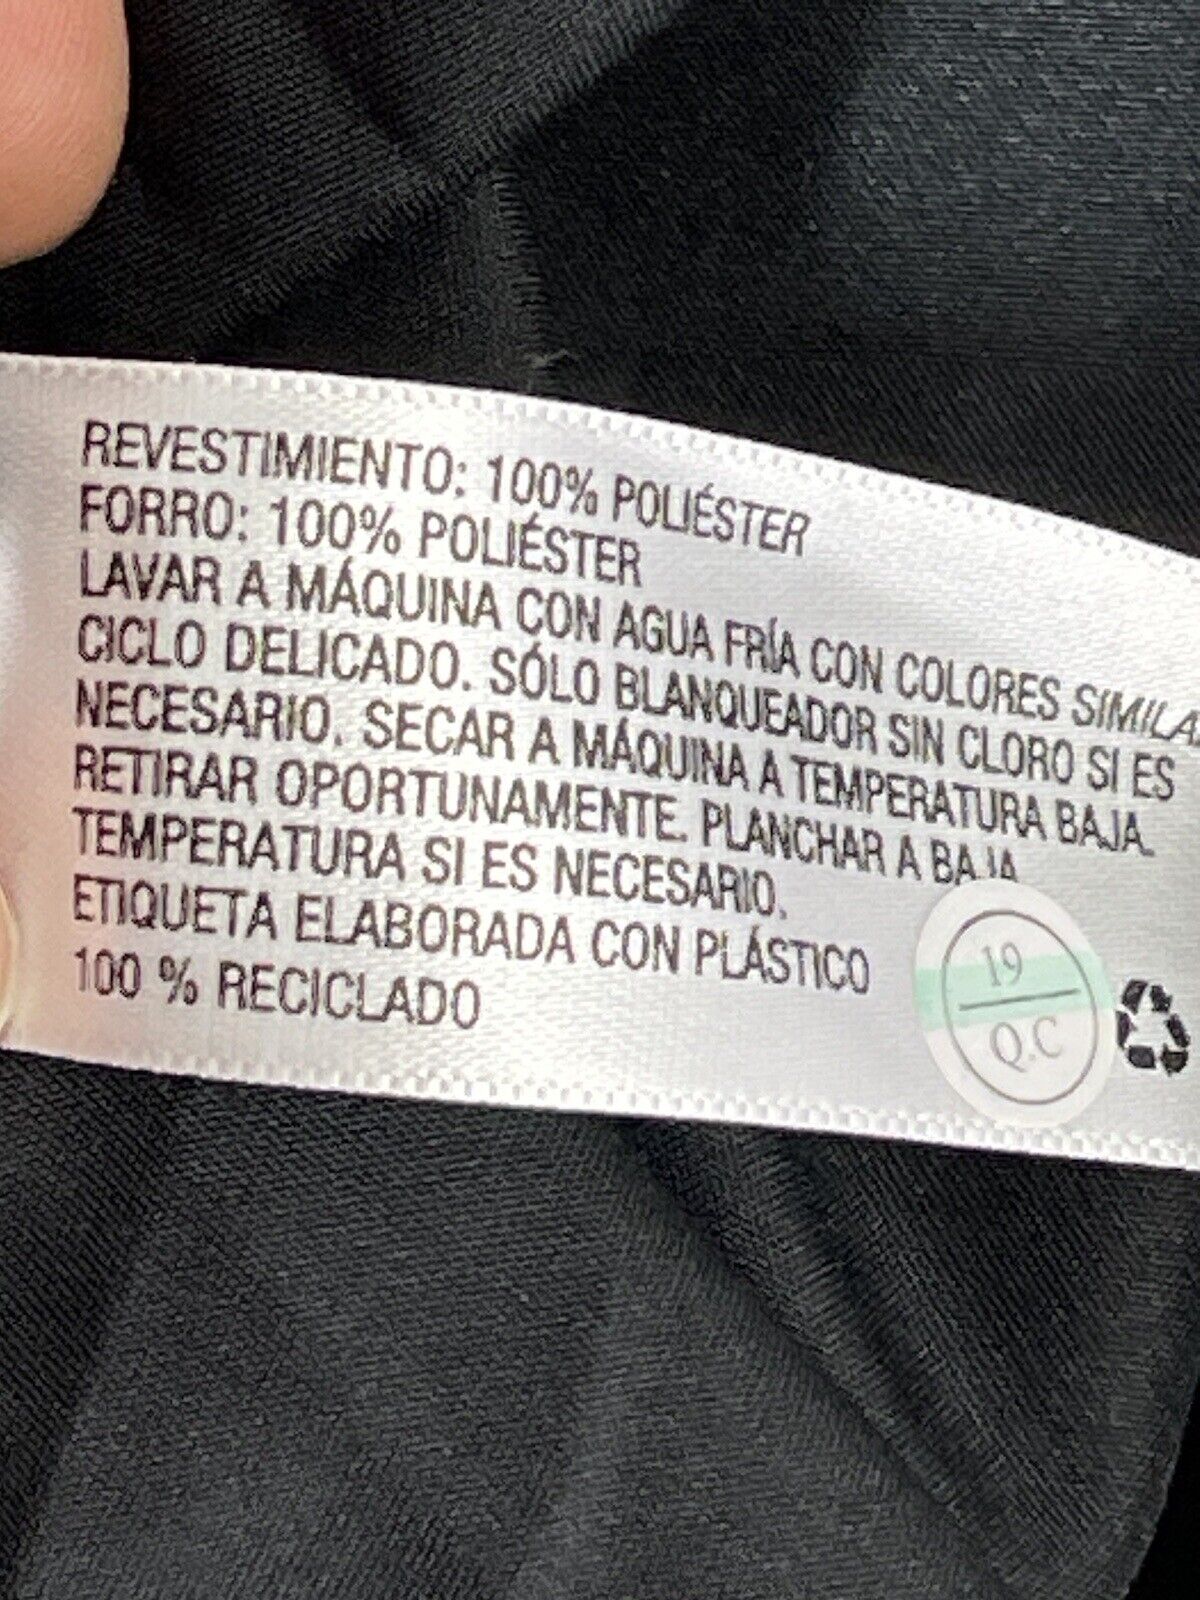 REVESTIMIENTO: 100% POLIÉSTER
FORRO: 100% POLIÉSTER
LAVAR A MÁQUINA CON AGUA FRÍA CON COLORES
CICLO DELICADO. SÓLO BLANQUEADOR SIN CLORO SI ES
NECESARIO. SECAR A MÁQUINA A TEMPERATURA BAJA.
RETIRAR OPORTUNAMENTE. PLANCHAR A BAJA
TEMPERATURA SI ES NECESARIO.
ETIQUETA ELABORADA CON PLÁSTICO
100 % RECICLADO
19
Q.C